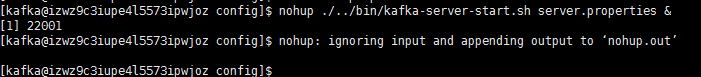 [kafka@izwz9c3iupe4l5573ipwjoz config]$ nohup ./../bin/kafka-server-start.sh server.properties &
[1] 22001
[kafka@izwz9c3iupe4l5573ipwjoz config]$ nohup: ignoring input and appending output to ‘nohup.out’
[kafka@izwz9c3iupe4l5573ipwjoz config]$